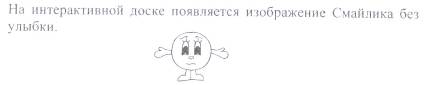 На интерактивной доске появляется изображение Смайлика без
улыбки.